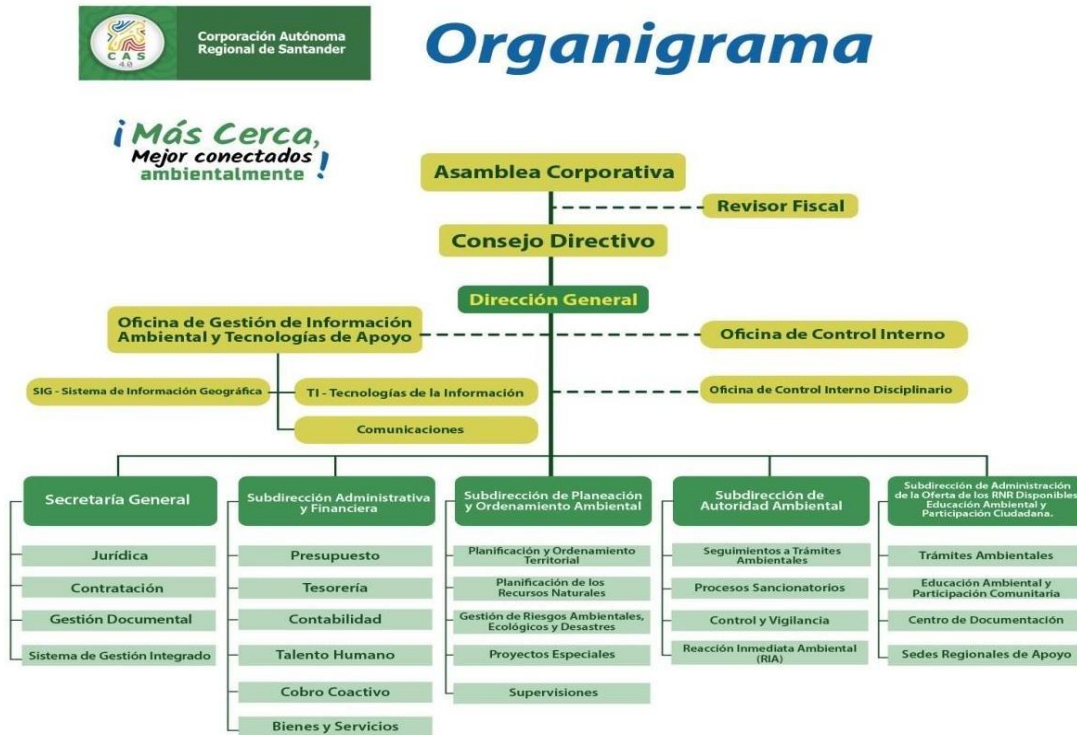 CAS
4.0
Corporación Autónoma
Regional de Santander
Organigrama
¡Más Cerca,
Mejor conectados
ambientalmente!
Asamblea Corporativa
Revisor Fiscal
Consejo Directivo
Dirección General
Oficina de Gestión de Información
Ambiental y Tecnologías de Apoyo
Oficina de Control Interno
SIG - Sistema de Información Geográfica
TI - Tecnologías de la Información
Comunicaciones
Oficina de Control Interno Disciplinario
Secretaría General
Jurídica
Contratación
Gestión Documental
Sistema de Gestión Integrado
Subdirección Administrativa
y Financiera
Presupuesto
Tesorería
Contabilidad
Talento Humano
Cobro Coactivo
Bienes y Servicios
Subdirección de Planeación
y Ordenamiento Ambiental
Planificación y Ordenamiento
Territorial
Planificación de los
Recursos Naturales
Gestión de Riesgos Ambientales,
Ecológicos y Desastres
Proyectos Especiales
Supervisiones
Subdirección de
Autoridad Ambiental
Seguimientos a Trámites
Ambientales
Procesos Sancionatorios
Control y Vigilancia
Reacción Inmediata Ambiental
(RIA)
Subdirección de Administración
de la Oferta de los RNR Disponibles,
Educación Ambiental y
Participación Ciudadana.
Trámites Ambientales
Educación Ambiental y
Participación Comunitaria
Centro de Documentación
Sedes Regionales de Apoyo